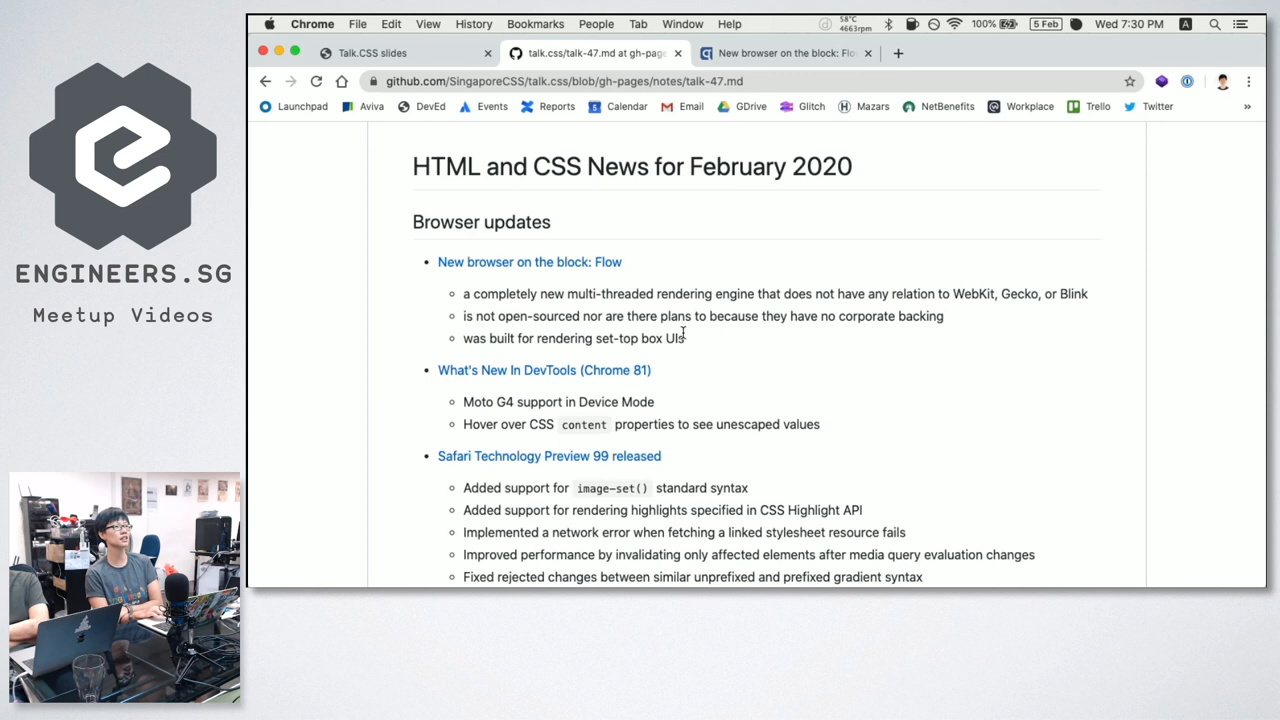 Chrome File Edit View History Bookmarks People Tab Window Help 58°C 4663rpm 100% 5 Feb Wed 7:30 PM A
Talk.CSS slides × talk.css/talk-47.md at gh-page × New browser on the block: Flo × +
github.com/SingaporeCSS/talk.css/blob/gh-pages/notes/talk-47.md
Launchpad Aviva DevEd Events Reports Calendar Email GDrive Glitch Mazars NetBenefits Workplace Trello Twitter »
HTML and CSS News for February 2020
Browser updates
• New browser on the block: Flow
a completely new multi-threaded rendering engine that does not have any relation to WebKit, Gecko, or Blink
is not open-sourced nor are there plans to because they have no corporate backing
was built for rendering set-top box UIs
• What's New In DevTools (Chrome 81)
Moto G4 support in Device Mode
Hover over CSS content properties to see unescaped values
• Safari Technology Preview 99 released
Added support for image-set() standard syntax
Added support for rendering highlights specified in CSS Highlight API
Implemented a network error when fetching a linked stylesheet resource fails
Improved performance by invalidating only affected elements after media query evaluation changes
Fixed rejected changes between similar unprefixed and prefixed gradient syntax
ENGINEERS.SG
Meetup Videos